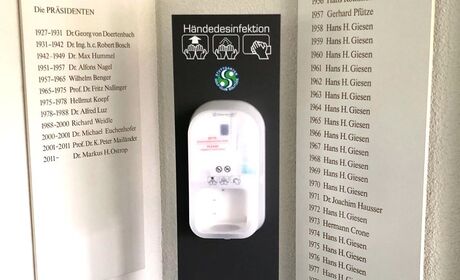 Die PRÄSIDENTEN
1927-1931 Dr. Georg von Doertenbach
1931-1942 Dr. Ing. h.c. Robert Bosch
1942-1949 Dr. Max Hummel
1951-1957 Dr. Alfons Nagel
1957-1965 Wilhelm Benger
1965-1975 Prof. Dr. Fritz Nallinger
1975-1978 Hellmut Koepf
1978-1988 Dr. Alfred Luz
1988-2000 Richard Weidle
2000-2001 Dr. Michael Euchenhofer
2001-2011 Prof. Dr. K. Peter Mailänder
2011- Dr. Markus H. Ostrop
Händedesinfektion
1956 Hans
1957 Gerhard Pfütze
1958 Hans H. Giesen
1959 Hans H. Giesen
1960 Hans H. Giesen
1961 Hans H. Giesen
1962 Hans H. Giesen
1963 Hans H. Giesen
1964 Hans H. Giesen
1965 Hans H. Giesen
1966 Hans H. Giesen
1967 Hans H. Giesen
1968 Hans H. Giesen
1969 Hans H. Giesen
1970 Hans H. Giesen
1971 Dr. Joachim Hausser
1972 Hans H. Giesen
1973 Hermann Crone
1974 Hans H. Giesen
1975 Hans H. Giesen
1976 Hans H. Giesen